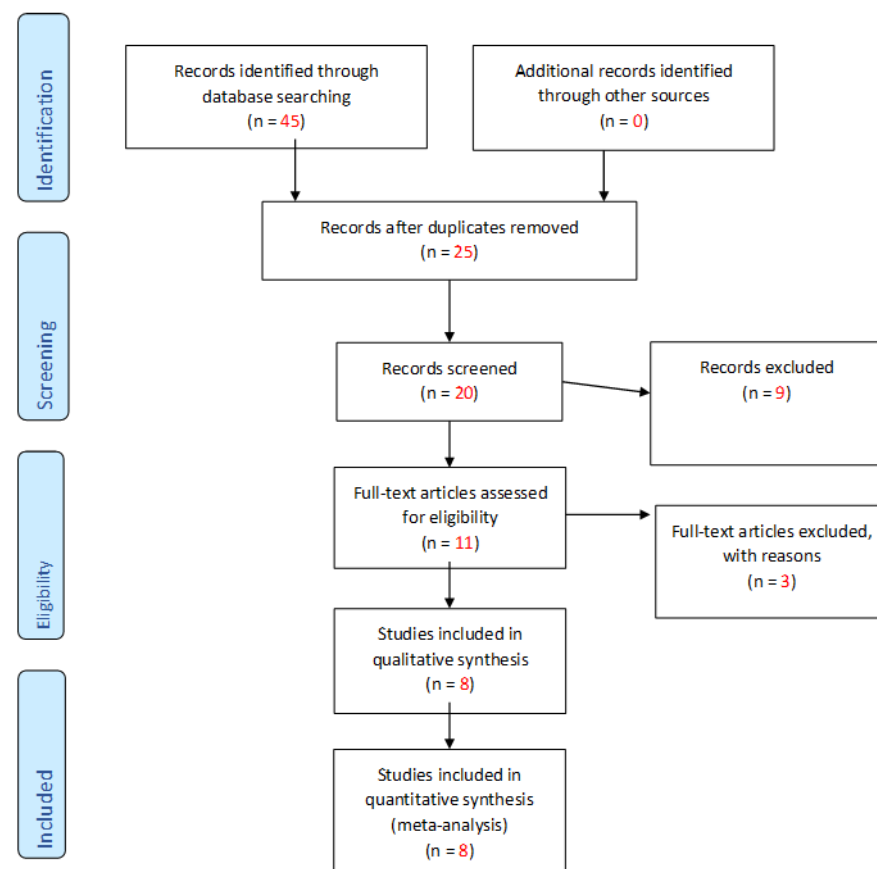 Identification
Records identified through
database searching
(n = 45)
Additional records identified
through other sources
(n = 0)
Records after duplicates removed
(n = 25)
Screening
Records screened
(n = 20)
Records excluded
(n = 9)
Eligibility
Full-text articles assessed
for eligibility
(n = 11)
Full-text articles excluded,
with reasons
(n = 3)
Studies included in
qualitative synthesis
(n = 8)
Included
Studies included in
quantitative synthesis
(meta-analysis)
(n = 8)